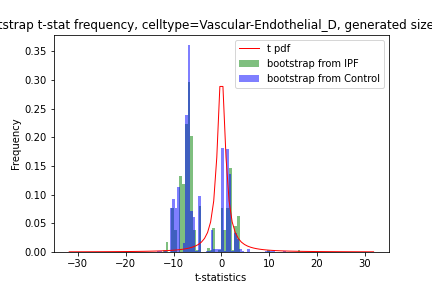 tstrap t-stat frequency, celltype=Vascular-Endothelial_D, generated size
t pdf
bootstrap from IPF
bootstrap from Control
Frequency
0.35
0.30
0.25
0.20
0.15
0.10
0.05
0.00
−30
−20
−10
0
10
20
30
t-statistics